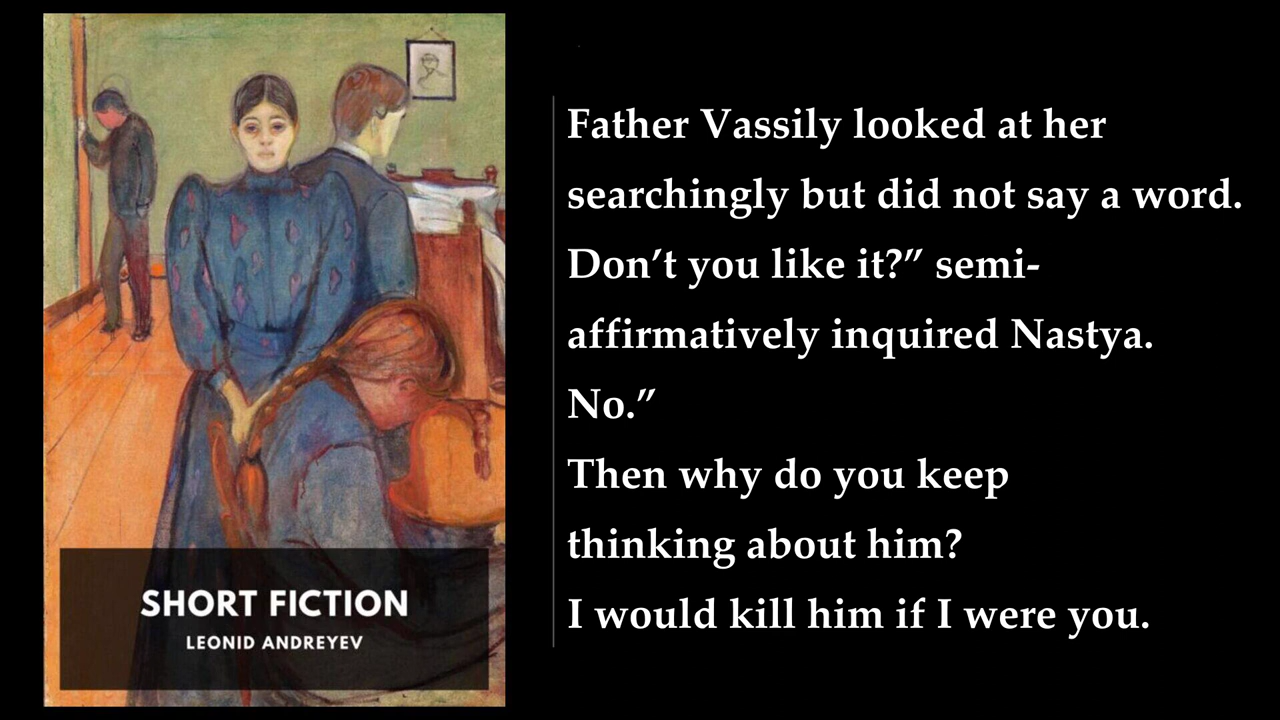 SHORT FICTION
LEONID ANDREYEV
Father Vassily looked at her
searchingly but did not say a word.
Don’t you like it?” semi-
affirmatively inquired Nastya.
No.”
Then why do you keep
thinking about him?
I would kill him if I were you.